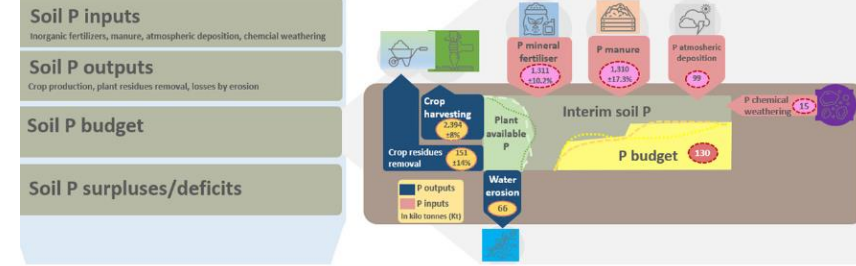 Soil P inputs
Inorganic fertilizers, manure, atmospheric deposition, chemcial weathering
Soil P outputs
Crop production, plant residues removal, losses by erosion
Soil P budget
Soil P surpluses/deficits
P mineral
fertiliser
1,311
±10.2%
P manure
1,330
±17.3%
P atmospheric
deposition
99
P chemical
weathering
15
Crop
harvesting
2,394
±8%
Plant
available
P
Interim soil P
P budget
130
Crop residues
removal
151
±14%
Water
erosion
66
P outputs
P inputs
In kilo tonnes (Kt)